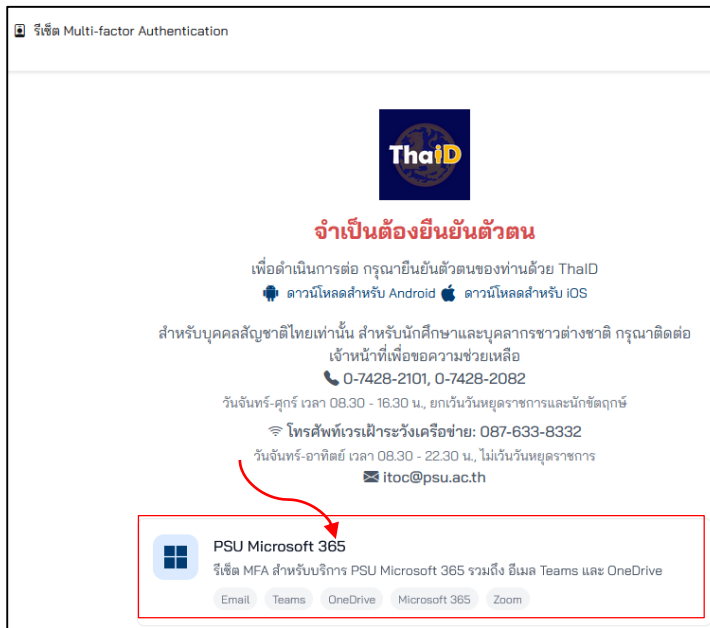 รีเซ็ต Multi-factor Authentication
ThaiD
จำเป็นต้องยืนยันตัวตน
เพื่อดำเนินการต่อ กรุณายืนยันตัวตนของท่านด้วย ThaID
ดาวน์โหลดสำหรับ Android ดาวน์โหลดสำหรับ iOS
สำหรับบุคคลสัญชาติไทยเท่านั้น สำหรับนักศึกษาและบุคลากรชาวต่างชาติ กรุณาติดต่อ
เจ้าหน้าที่เพื่อขอความช่วยเหลือ
0-7428-2101, 0-7428-2082
วันจันทร์-ศุกร์ เวลา 08.30 - 16.30 น., ยกเว้นวันหยุดราชการและนักขัตฤกษ์
โทรศัพท์เวรเฝ้าระวังเครือข่าย: 087-633-8332
วันจันทร์-อาทิตย์ เวลา 08.30 - 22.30 น., ไม่เว้นวันหยุดราชการ
itoc@psu.ac.th
PSU Microsoft 365
รีเซ็ต MFA สำหรับบริการ PSU Microsoft 365 รวมถึง อีเมล Teams และ OneDrive
Email Teams OneDrive Microsoft 365 Zoom